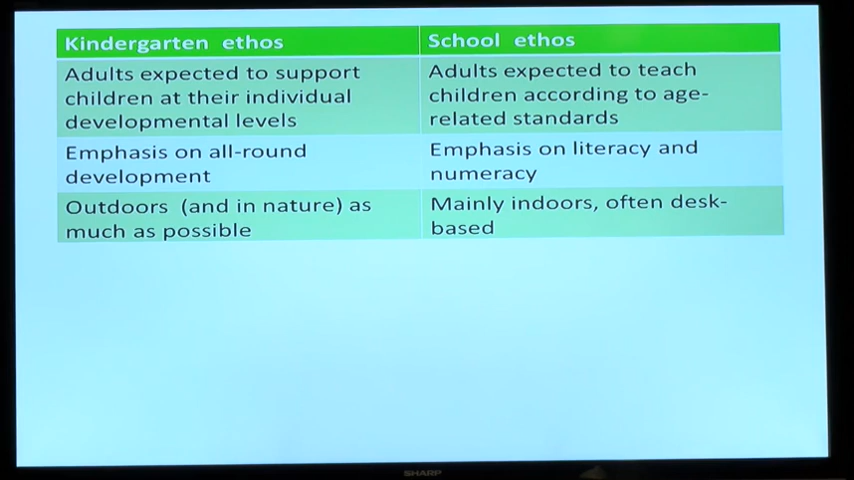 Kindergarten ethos
School ethos
Adults expected to support
children at their individual
developmental levels
Adults expected to teach
children according to age-
related standards
Emphasis on all-round
development
Emphasis on literacy and
numeracy
Outdoors (and in nature) as
much as possible
Mainly indoors, often desk-
based
SHARP